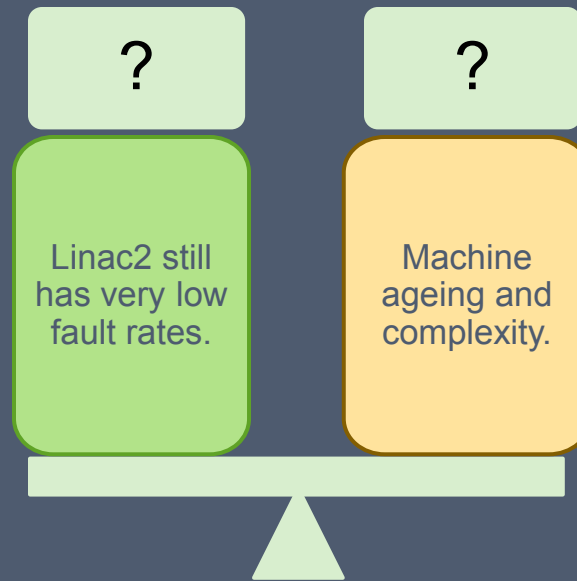 ?
?
Linac2 still
has very low
fault rates.
Machine
ageing and
complexity.